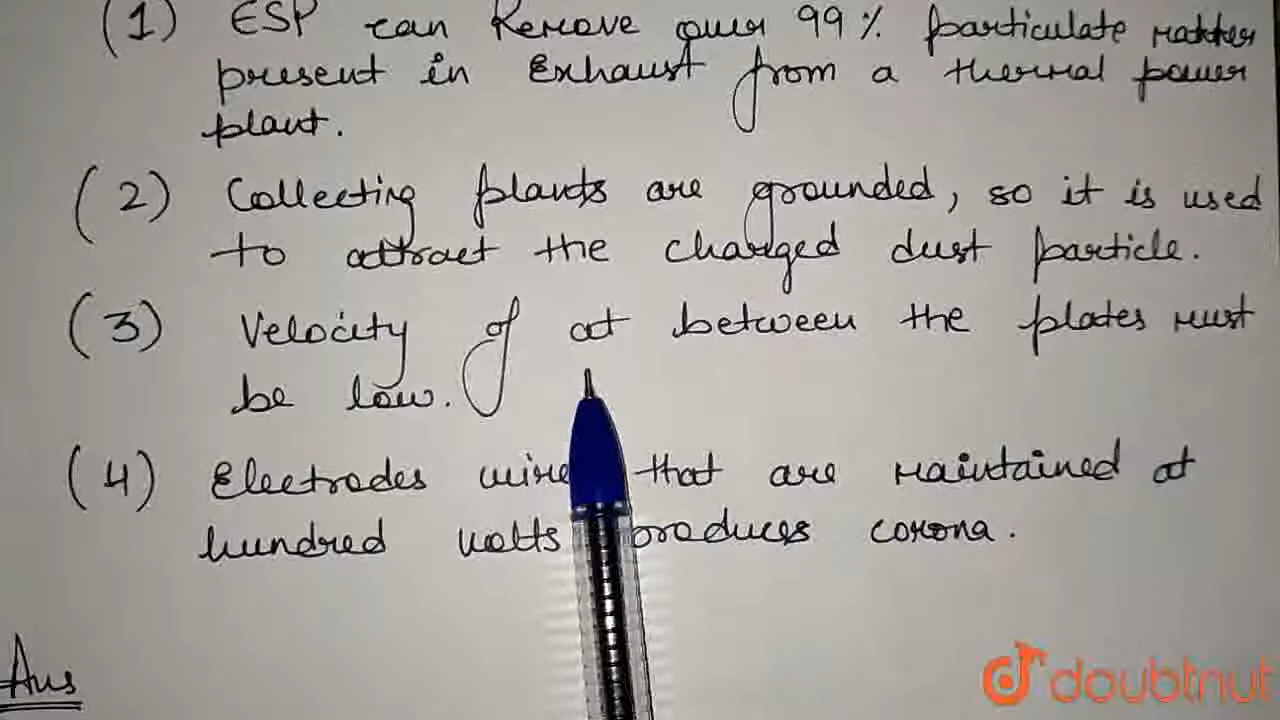 (1) ESP can Remove over 99% particulate matter
present in Exhaust from a thermal power
plant.
(2) Collecting plants are grounded, so it is used
to attract the charged dust particle.
(3) Velocity of at between the plates must
be low.
(4) Electrodes wire that are maintained at
hundred volts produces corona.
Ans
doubtnut